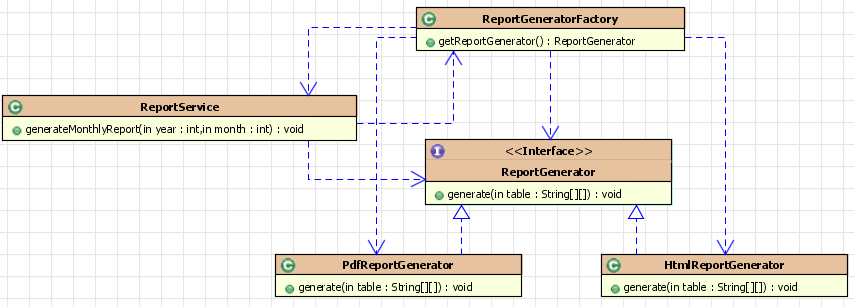 C ReportGeneratorFactory
getReportGenerator() : ReportGenerator
C ReportService
generateMonthlyReport(in year : int,in month : int) : void
I <<Interface>>
ReportGenerator
generate(in table : String[][]) : void
C PdfReportGenerator
generate(in table : String[][]) : void
C HtmlReportGenerator
generate(in table : String[][]) : void